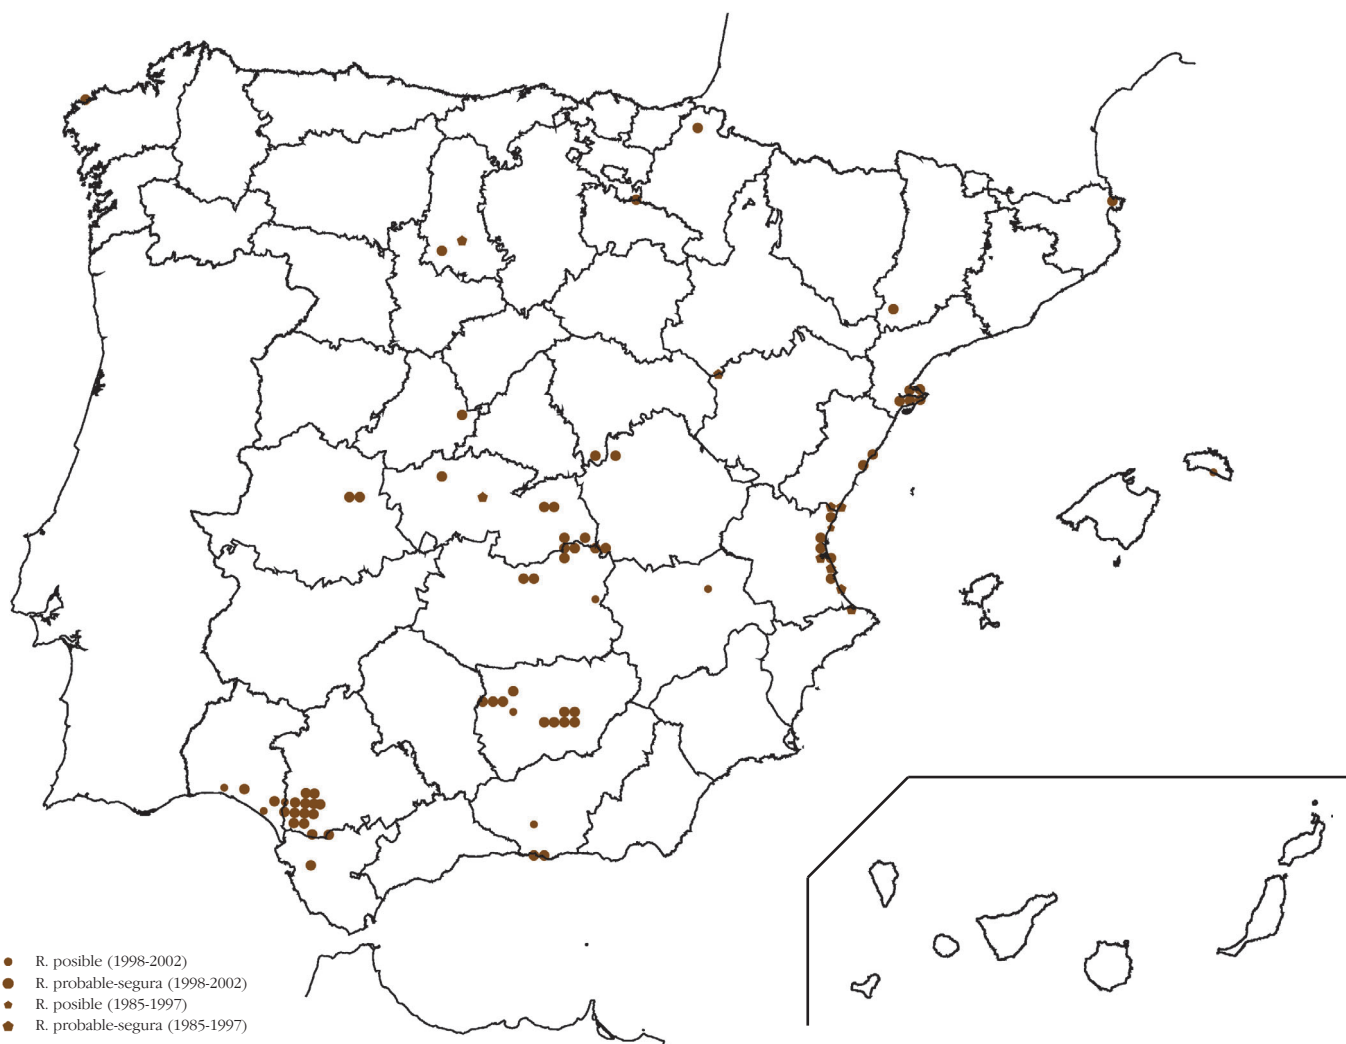 R. posible (1998-2002)
R. probable-segura (1998-2002)
R. posible (1985-1997)
R. probable-segura (1985-1997)